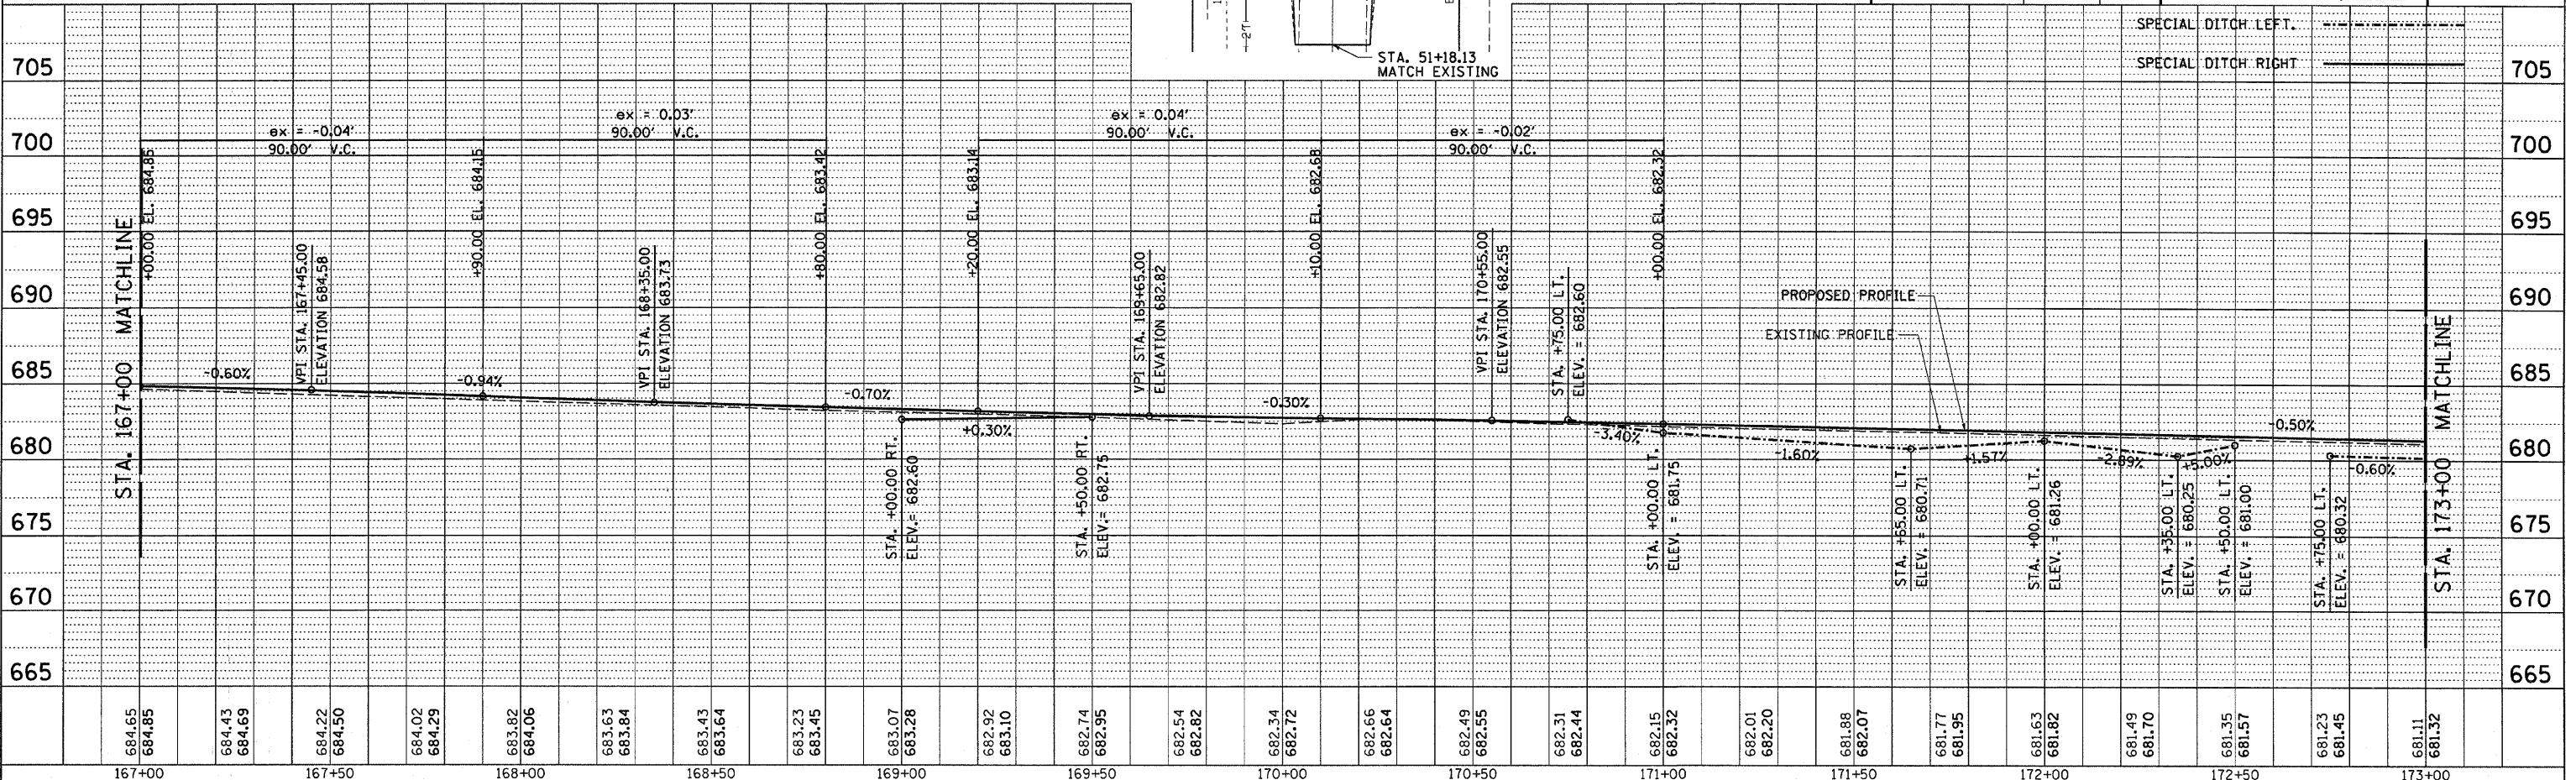 STA. 51+18.13
MATCH EXISTING
SPECIAL DITCH LEFT.
SPECIAL DITCH RIGHT
705
700
695
690
685
680
675
670
665
705
700
695
690
685
680
675
670
665
STA. 167+00 MATCHLINE
STA. 173+00 MATCHLINE
ex = -0.04'
90.00' V.C.
ex = 0.03'
90.00' V.C.
ex = 0.04'
90.00' V.C.
ex = -0.02'
90.00' V.C.
+00.00 EL. 684.85
VPI STA. 167+45.00
ELEVATION 684.58
+90.00 EL. 684.15
VPI STA. 168+35.00
ELEVATION 683.73
+80.00 EL. 683.42
+20.00 EL. 683.14
VPI STA. 169+65.00
ELEVATION 682.82
+10.00 EL. 682.68
VPI STA. 170+55.00
ELEVATION 682.55
STA. +75.00 LT.
ELEV. = 682.60
+00.00 EL. 682.32
PROPOSED PROFILE
EXISTING PROFILE
-0.60%
-0.94%
-0.70%
+0.30%
-0.30%
-3.40%
-1.60%
+1.57%
-2.89%
+5.00%
-0.50%
-0.60%
STA. +00.00 RT.
ELEV.= 682.60
STA. +50.00 RT.
ELEV.= 682.75
STA. +00.00 LT.
ELEV. = 681.75
STA. +65.00 LT.
ELEV. = 680.71
STA. +00.00 LT.
ELEV. = 681.26
STA. +35.00 LT.
ELEV. = 680.25
STA. +50.00 LT.
ELEV. = 681.00
STA. +75.00 LT.
ELEV. = 680.32
684.65
684.85
684.43
684.69
684.22
684.50
684.02
684.29
683.82
684.06
683.63
683.84
683.43
683.64
683.23
683.45
683.07
683.28
682.92
683.10
682.74
682.95
682.54
682.82
682.34
682.72
682.66
682.64
682.49
682.55
682.31
682.44
682.15
682.32
682.01
682.20
681.88
682.07
681.77
681.95
681.63
681.82
681.49
681.70
681.35
681.57
681.23
681.45
681.11
681.32
167+00
167+50
168+00
168+50
169+00
169+50
170+00
170+50
171+00
171+50
172+00
172+50
173+00